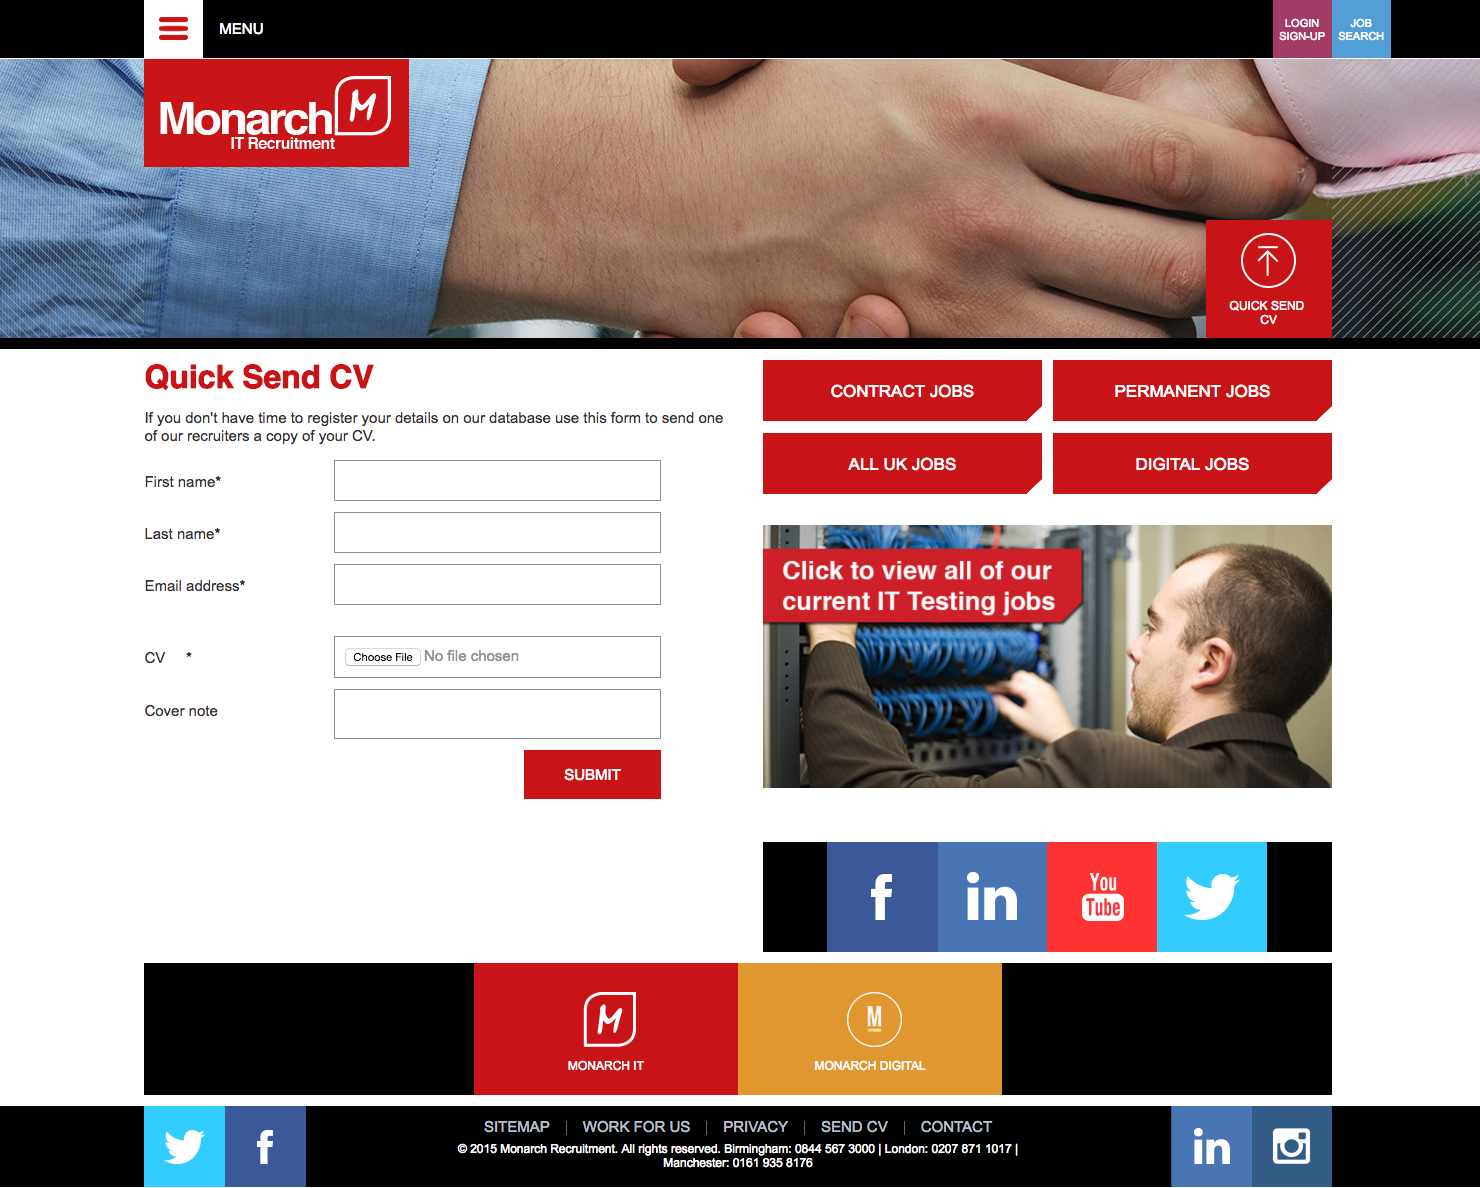 MENU
LOGIN
SIGN-UP
JOB
SEARCH
Monarch M
IT Recruitment
QUICK SEND
CV
Quick Send CV
If you don't have time to register your details on our database use this form to send one
of our recruiters a copy of your CV.
First name*
Last name*
Email address*
CV *
Choose File No file chosen
Cover note
SUBMIT
CONTRACT JOBS
PERMANENT JOBS
ALL UK JOBS
DIGITAL JOBS
Click to view all of our
current IT Testing jobs
f
in
You
Tube
M
MONARCH IT
M
MONARCH DIGITAL
f
SITEMAP | WORK FOR US | PRIVACY | SEND CV | CONTACT
© 2015 Monarch Recruitment. All rights reserved. Birmingham: 0844 567 3000 | London: 0207 871 1017 |
Manchester: 0161 935 8176
in